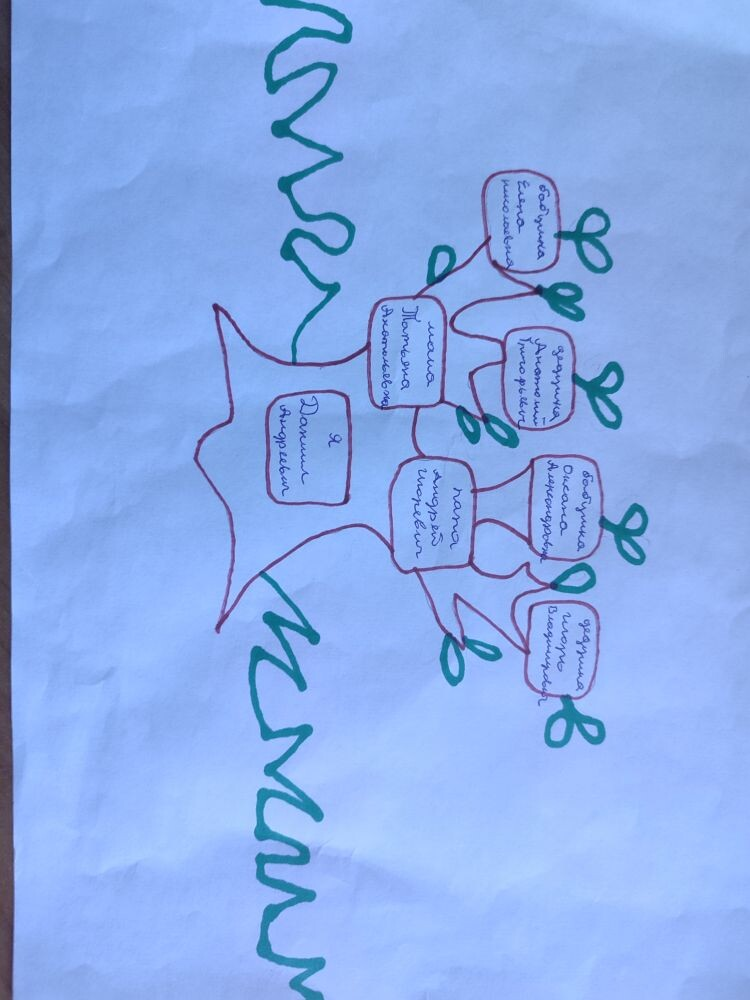 бабушка
Елена
николаевна
дедушка
Анатолий
Григорьевич
бабушка
Оксана
Александровна
дедушка
игорь
Владимирович
мама
Татьяна
Анатольевна
папа
Андрей
игоревич
Я
Даниил
Андреевич